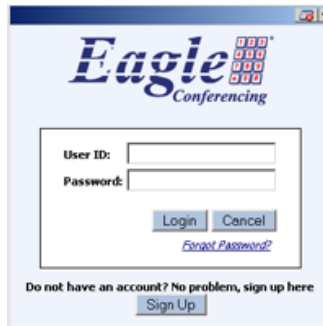 Eagle
Conferencing
User ID:
Password:
Login Cancel
Forgot Password?
Do not have an account? No problem, sign up here
Sign Up